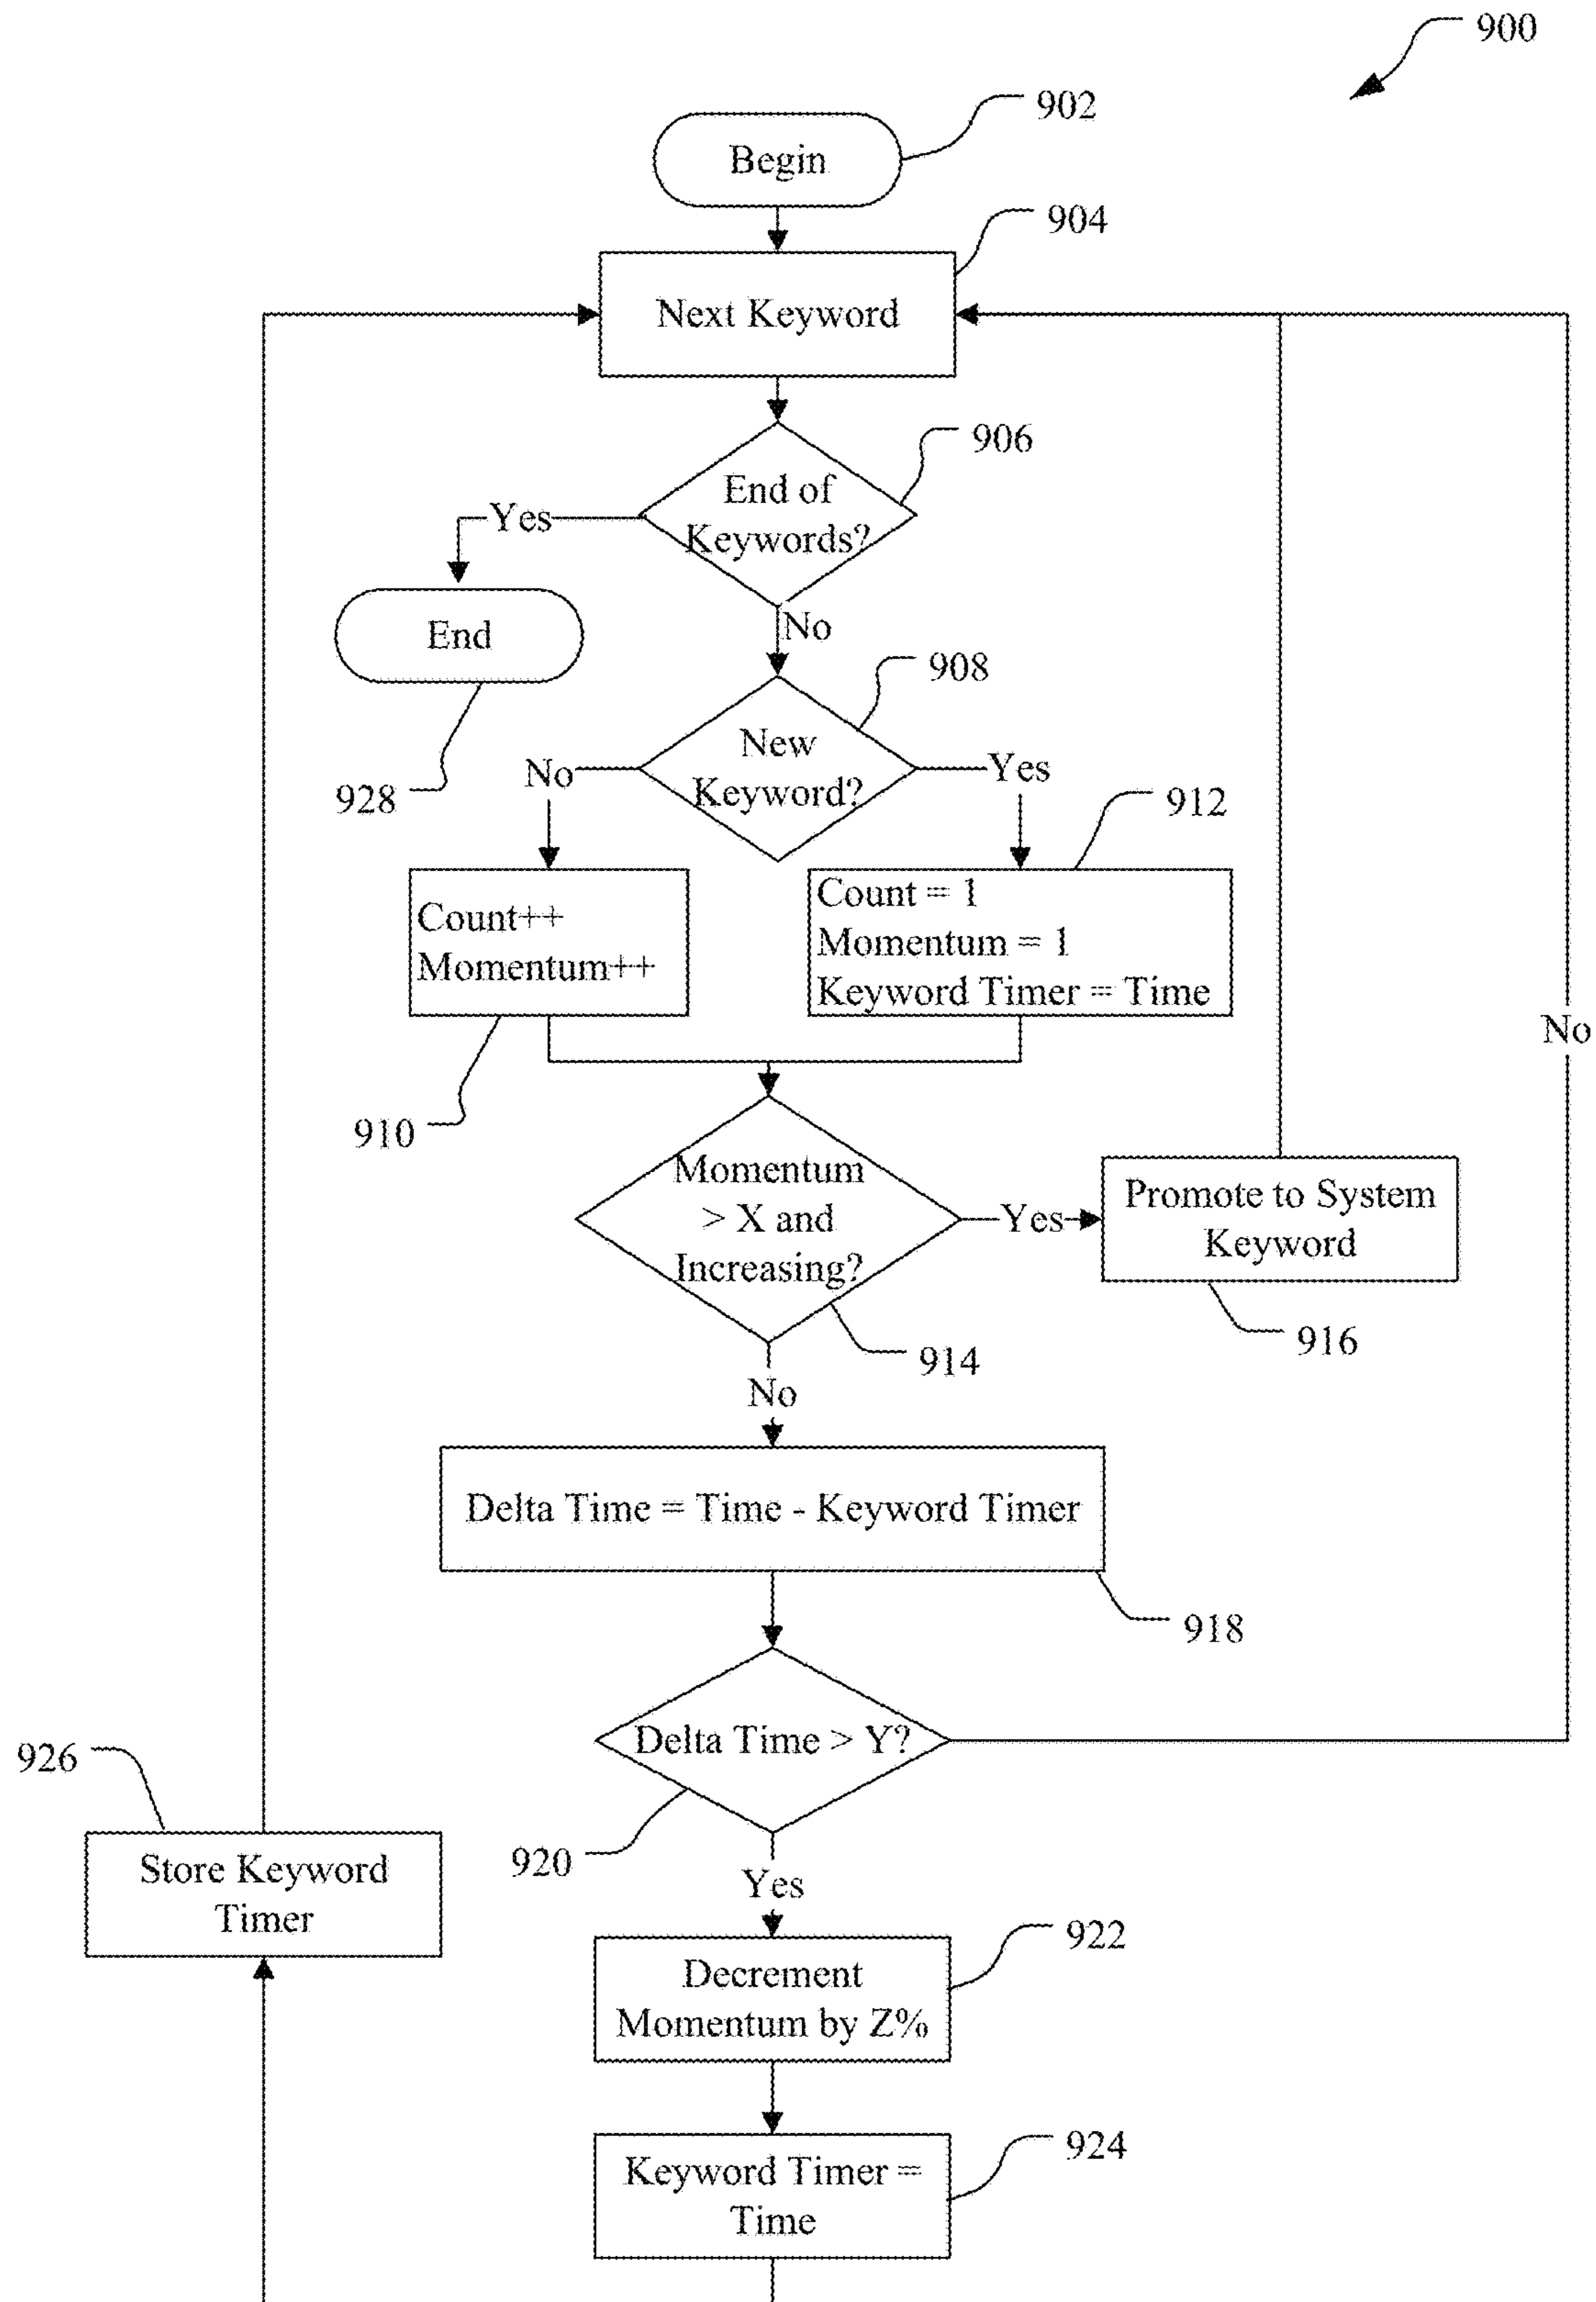 900
902
Begin
904
Next Keyword
906
End of
Keywords?
Yes
End
No
908
928
New
Keyword?
No
Yes
912
Count++
Momentum++
Count = 1
Momentum = 1
Keyword Timer = Time
No
910
Momentum
> X and
Increasing?
Yes
Promote to System
Keyword
916
914
No
Delta Time = Time - Keyword Timer
918
Delta Time > Y?
926
920
Store Keyword
Timer
Yes
922
Decrement
Momentum by Z%
924
Keyword Timer =
Time